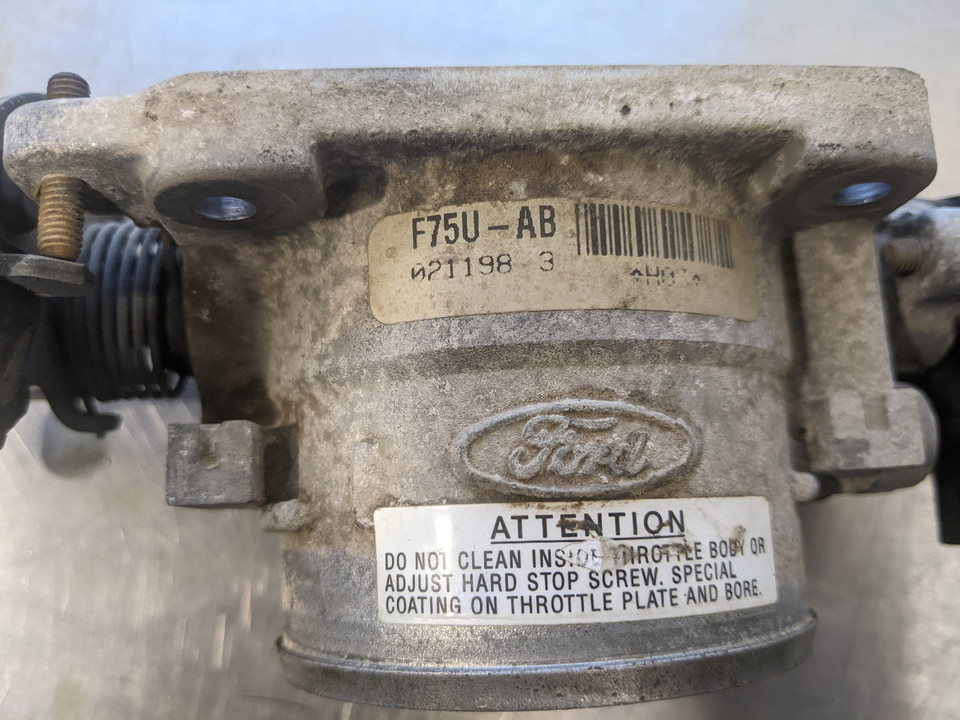 F75U-AB
021198 3
Ford
ATTENTION
DO NOT CLEAN INSIDE THROTTLE BODY OR
ADJUST HARD STOP SCREW. SPECIAL
COATING ON THROTTLE PLATE AND BORE.